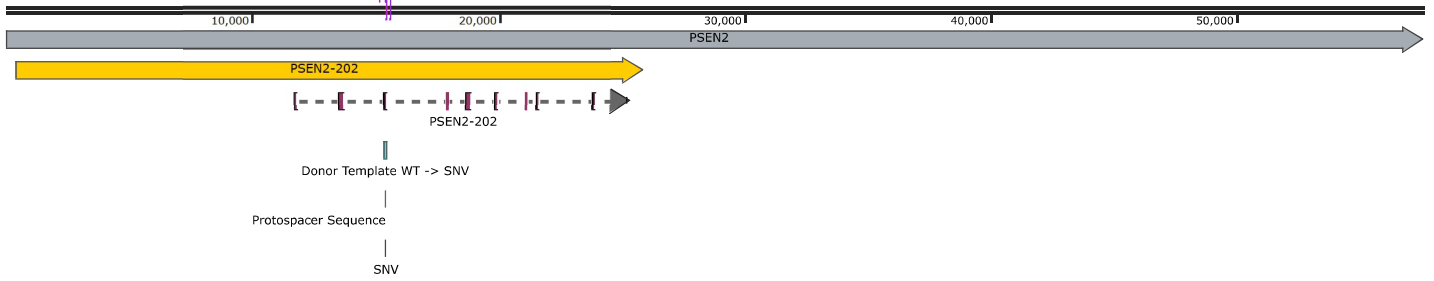 10,000 20,000 30,000 40,000 50,000
PSEN2
PSEN2-202
PSEN2-202
Donor Template WT -> SNV
Protospacer Sequence
SNV